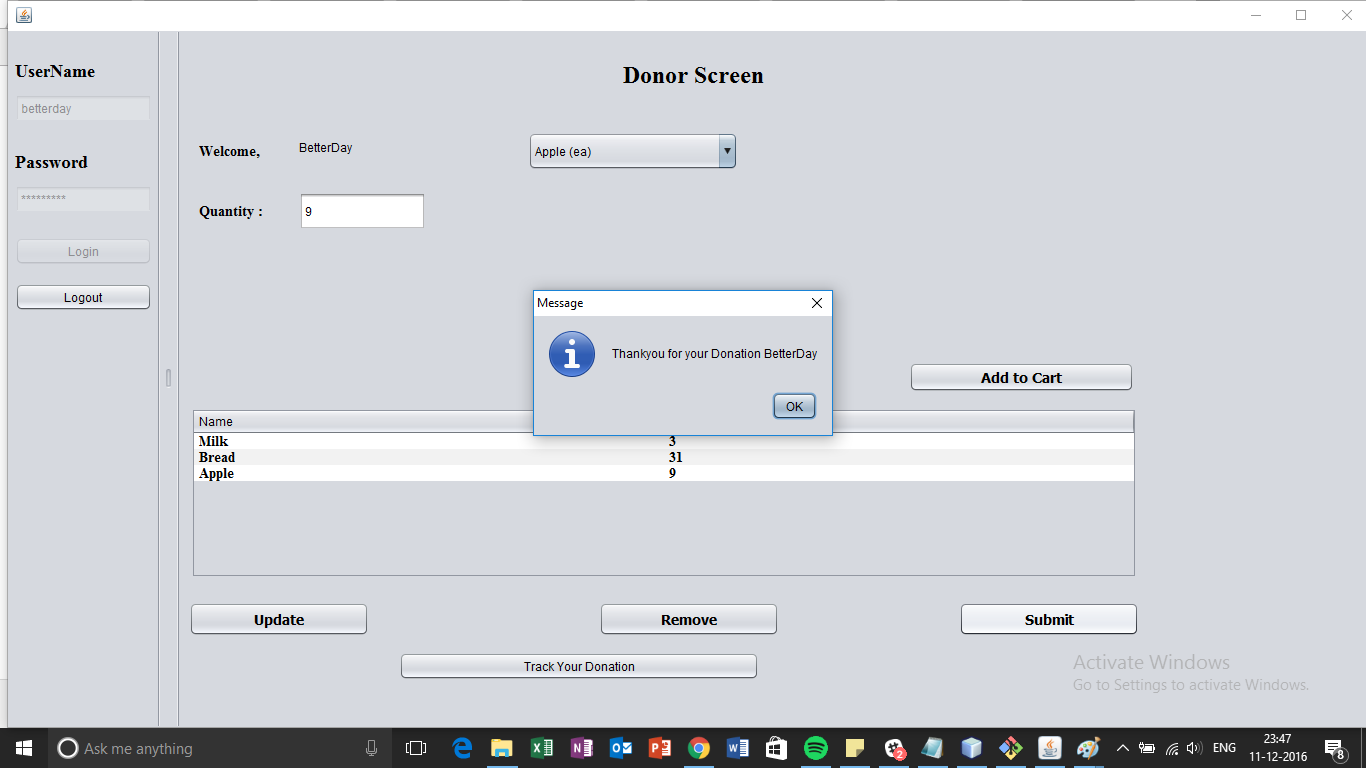 UserName
betterday
Password
*********
Login
Logout
Donor Screen
Welcome, BetterDay Apple (ea)
Quantity : 9
Message
Thankyou for your Donation BetterDay
OK
Add to Cart
Name
Milk 3
Bread 31
Apple 9
Update Remove Submit
Track Your Donation
Activate Windows
Go to Settings to activate Windows.
Ask me anything
ENG 23:47
11-12-2016
2
8